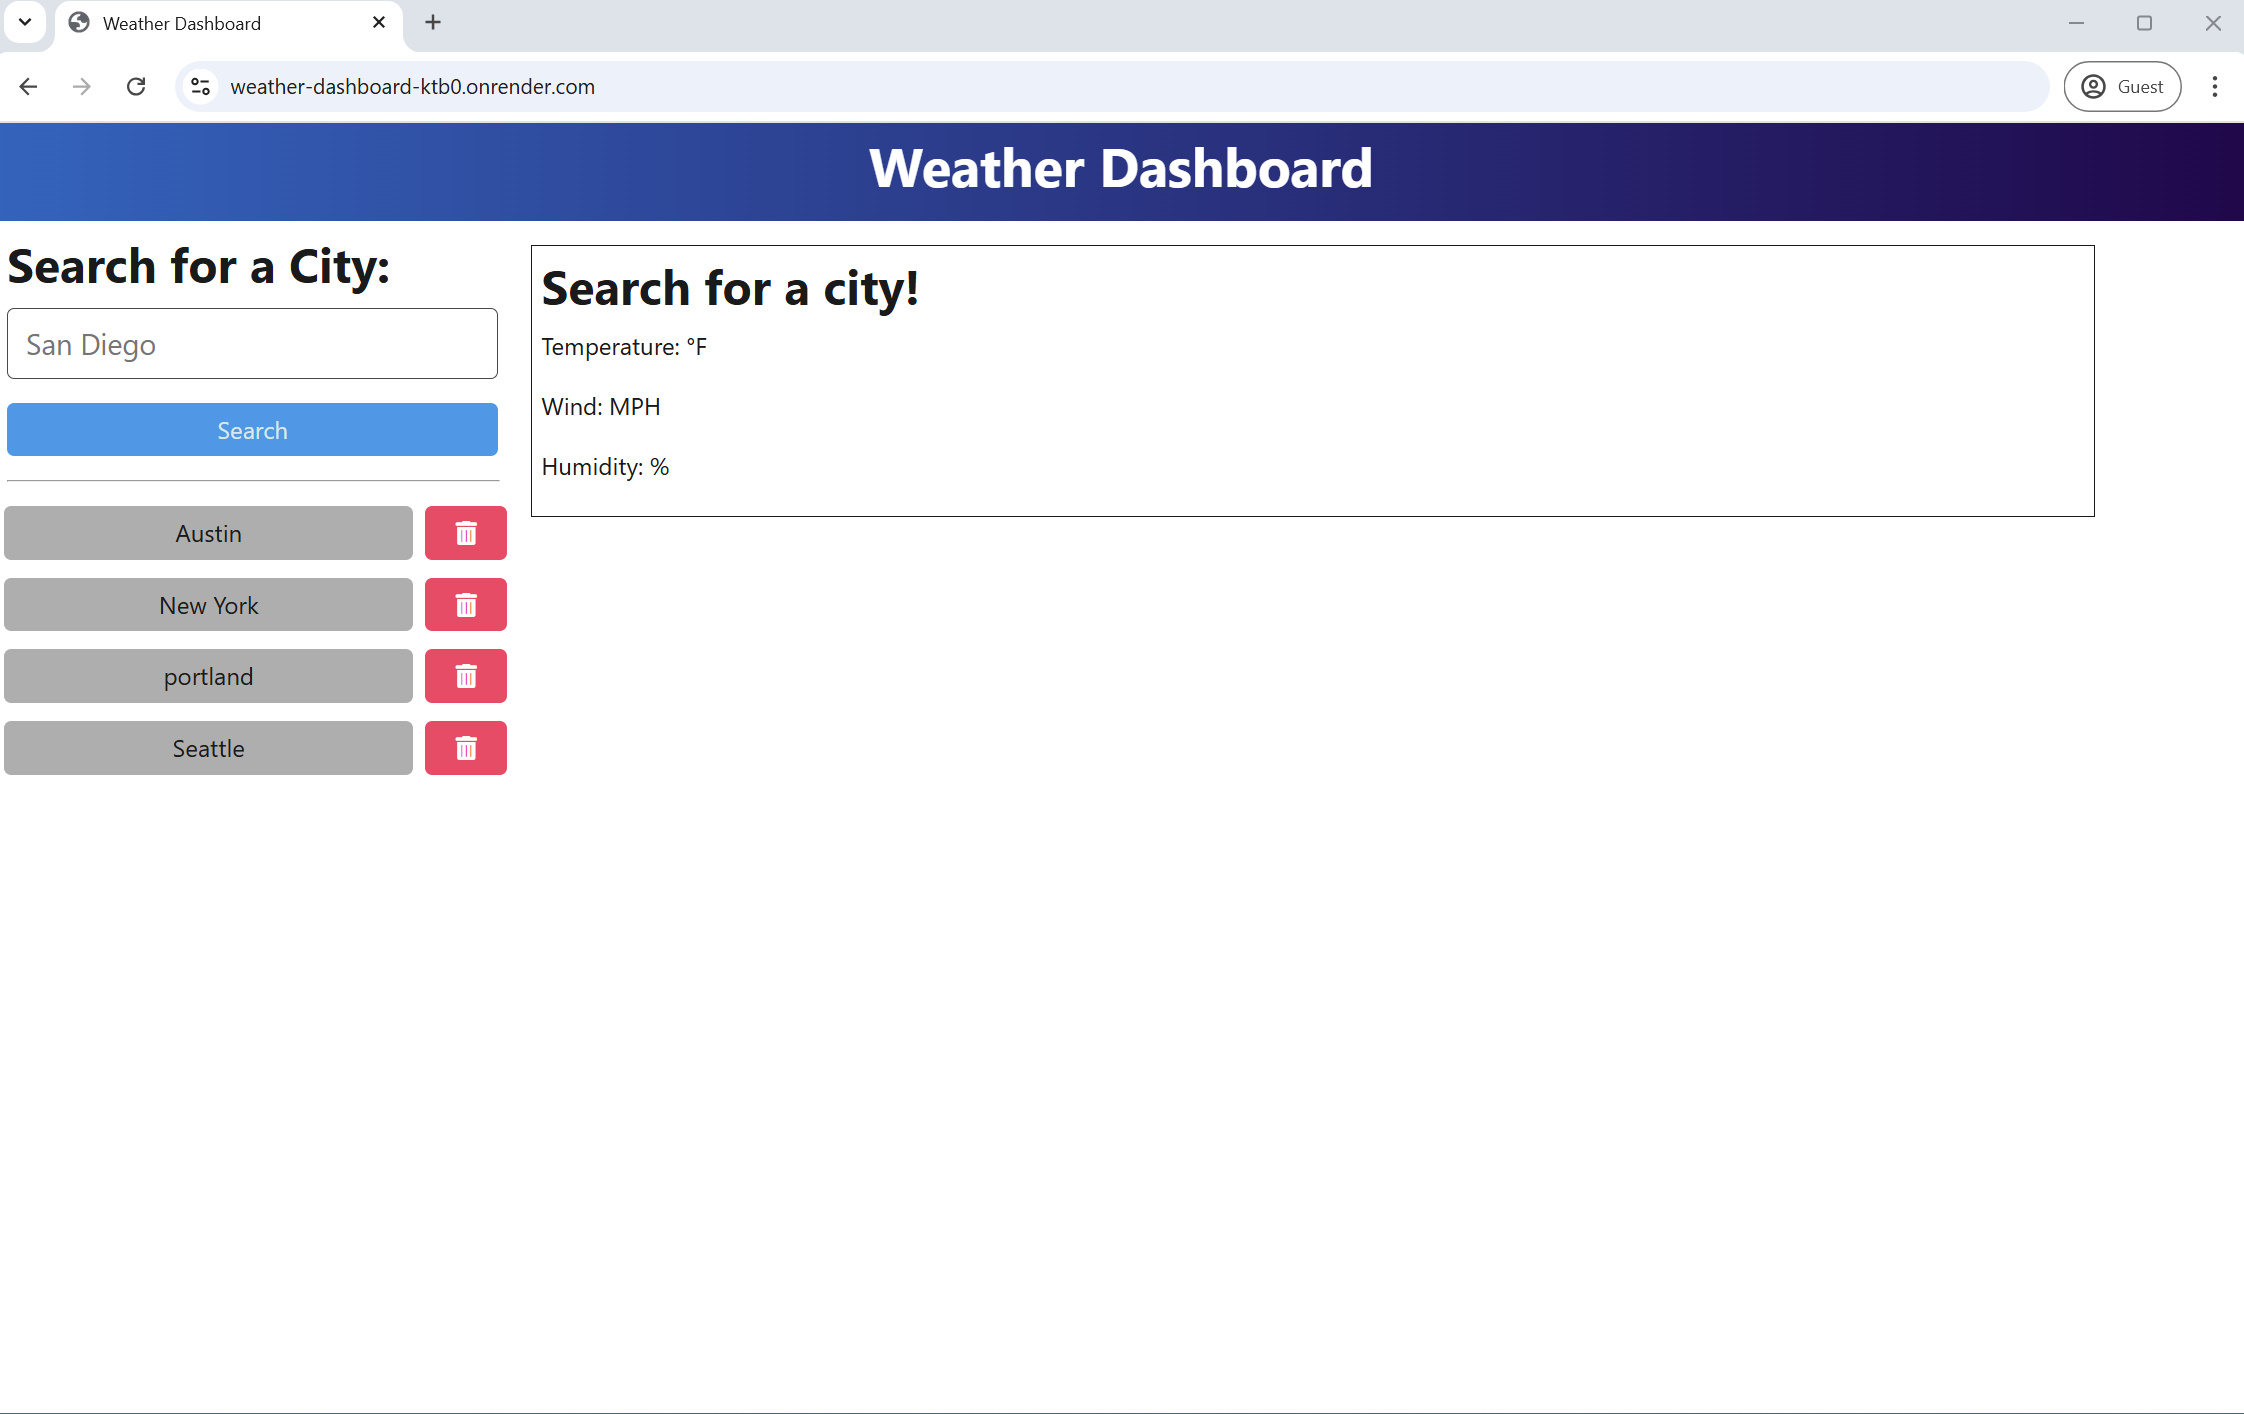 Weather Dashboard
weather-dashboard-ktb0.onrender.com
Guest
Weather Dashboard
Search for a City:
San Diego
Search
Austin
New York
portland
Seattle
Search for a city!
Temperature: °F
Wind: MPH
Humidity: %